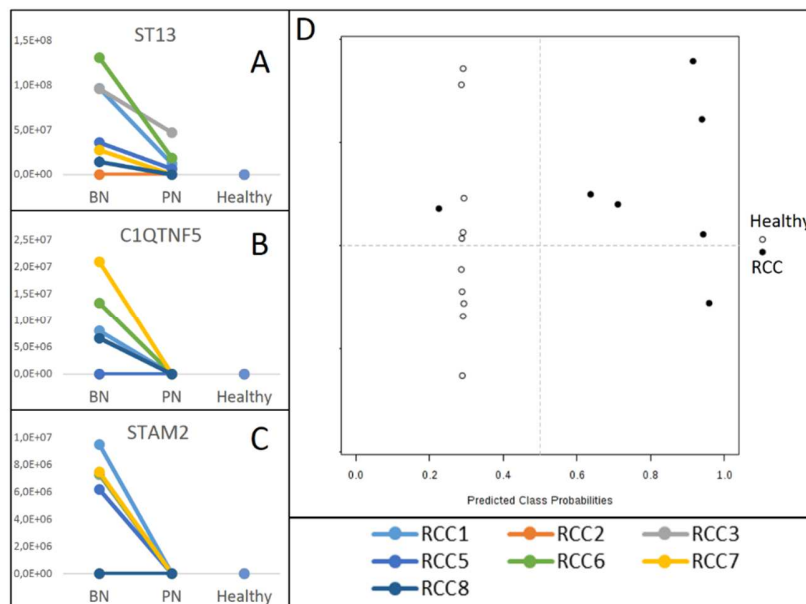 ST13
A
1,5E+08
1,0E+08
5,0E+07
0,0E+00
BN PN Healthy
C1QTNF5
B
2,5E+07
2,0E+07
1,5E+07
1,0E+07
5,0E+06
0,0E+00
BN PN Healthy
STAM2
C
1,0E+07
8,0E+06
6,0E+06
4,0E+06
2,0E+06
0,0E+00
BN PN Healthy
D
Healthy
RCC
0.0 0.2 0.4 0.6 0.8 1.0
Predicted Class Probabilities
RCC1 RCC2 RCC3
RCC5 RCC6 RCC7
RCC8